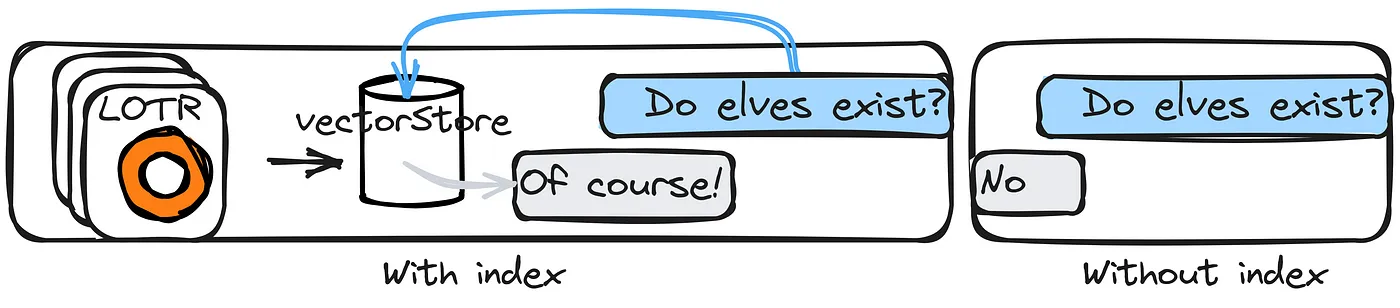 LOTR
vectorStore
Do elves exist?
Of course!
With index
Do elves exist?
No
Without index